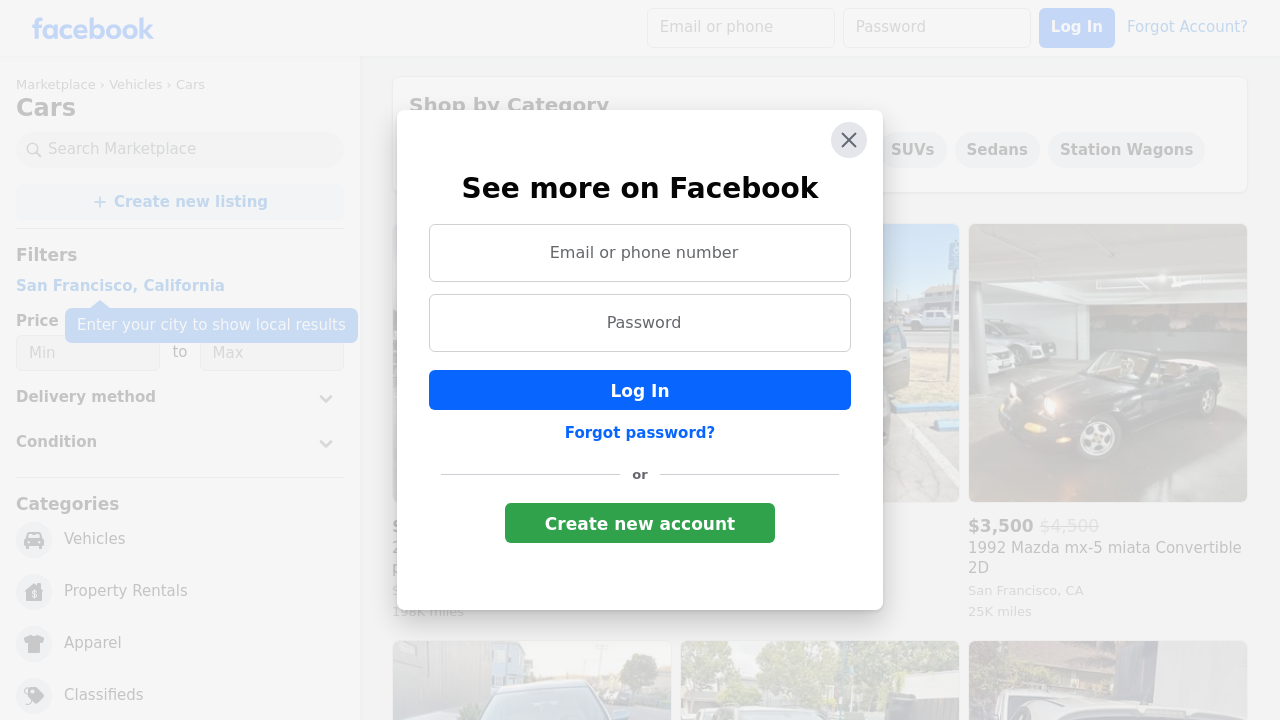 facebook
Email or phone
Password
Log In
Forgot Account?
Marketplace › Vehicles › Cars
Cars
Search Marketplace
+ Create new listing
Filters
San Francisco, California
Enter your city to show local results
Price
Min
to
Max
Delivery method
Condition
Categories
Vehicles
Property Rentals
Apparel
Classifieds
Shop by Category
SUVs
Sedans
Station Wagons
See more on Facebook
Email or phone number
Password
Log In
Forgot password?
or
Create new account
198K miles
$3,500 $4,500
1992 Mazda mx-5 miata Convertible
2D
San Francisco, CA
25K miles